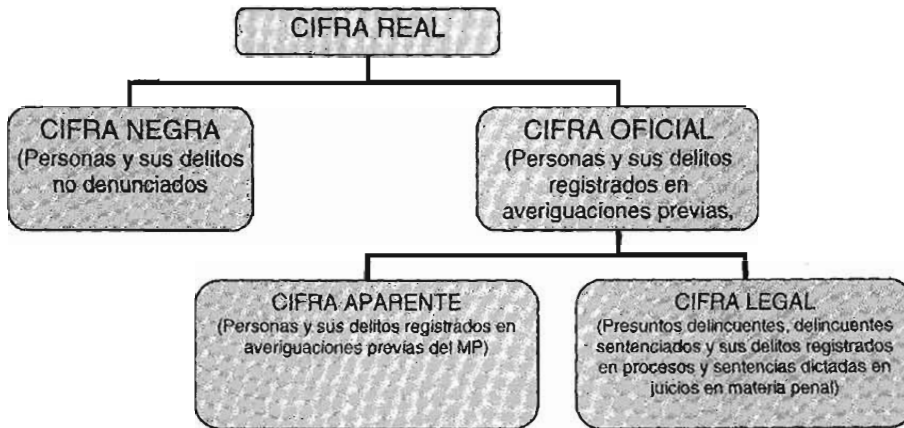 CIFRA REAL
CIFRA NEGRA
(Personas y sus delitos
no denunciados
CIFRA OFICIAL
(Personas y sus delitos
registrados en
averiguaciones previas,
CIFRA APARENTE
(Personas y sus delitos registrados en
averiguaciones previas del MP)
CIFRA LEGAL
(Presuntos delincuentes, delincuentes
sentenciados y sus delitos registrados
en procesos y sentencias dictadas en
juicios en materia penal)